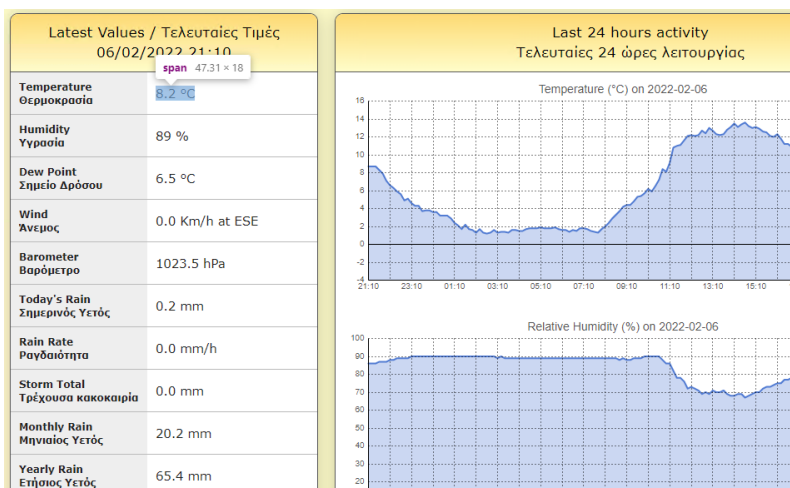 Latest Values / Τελευταίες Τιμές
06/02/2022 21:10
span 47.31 × 18
Temperature
Θερμοκρασία
8.2 °C
Humidity
Υγρασία
89 %
Dew Point
Σημείο Δρόσου
6.5 °C
Wind
Άνεμος
0.0 Km/h at ESE
Barometer
Βαρόμετρο
1023.5 hPa
Today's Rain
Σημερινός Υετός
0.2 mm
Rain Rate
Ραγδαιότητα
0.0 mm/h
Storm Total
Τρέχουσα κακοκαιρία
0.0 mm
Monthly Rain
Μηνιαίος Υετός
20.2 mm
Yearly Rain
Ετήσιος Υετός
65.4 mm
Last 24 hours activity
Τελευταίες 24 ώρες λειτουργίας
Temperature (°C) on 2022-02-06
16
14
12
10
8
6
4
2
0
-2
-4
21:10 23:10 01:10 03:10 05:10 07:10 09:10 11:10 13:10 15:10
Relative Humidity (%) on 2022-02-06
100
90
80
70
60
50
40
30
20